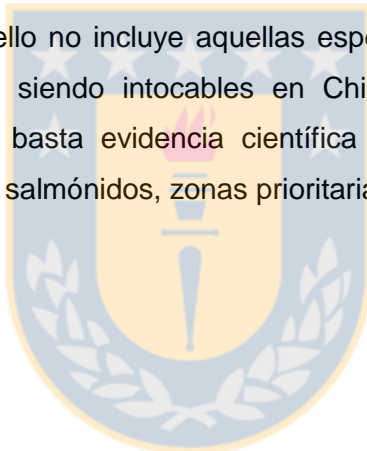 ello no incluye aquellas espe
siendo intocables en Chi
basta evidencia científica
salmónidos, zonas prioritaria